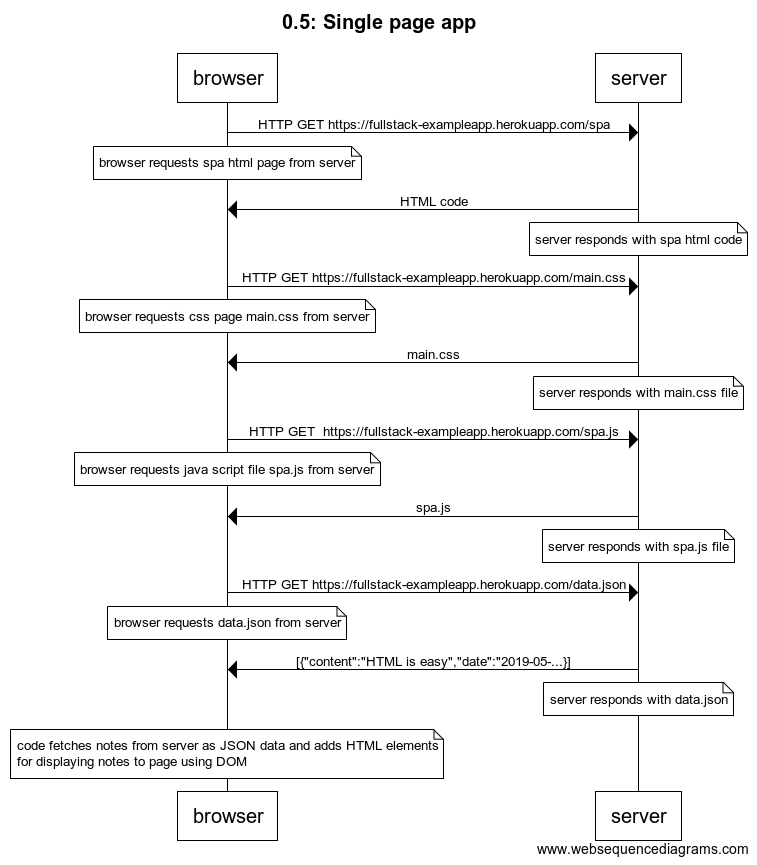 0.5: Single page app
browser
server
HTTP GET https://fullstack-exampleapp.herokuapp.com/spa
browser requests spa html page from server
HTML code
server responds with spa html code
HTTP GET https://fullstack-exampleapp.herokuapp.com/main.css
browser requests css page main.css from server
main.css
server responds with main.css file
HTTP GET  https://fullstack-exampleapp.herokuapp.com/spa.js
browser requests java script file spa.js from server
spa.js
server responds with spa.js file
HTTP GET https://fullstack-exampleapp.herokuapp.com/data.json
browser requests data.json from server
[{"content":"HTML is easy","date":"2019-05-...}]
server responds with data.json
code fetches notes from server as JSON data and adds HTML elements
for displaying notes to page using DOM
browser
server
www.websequencediagrams.com